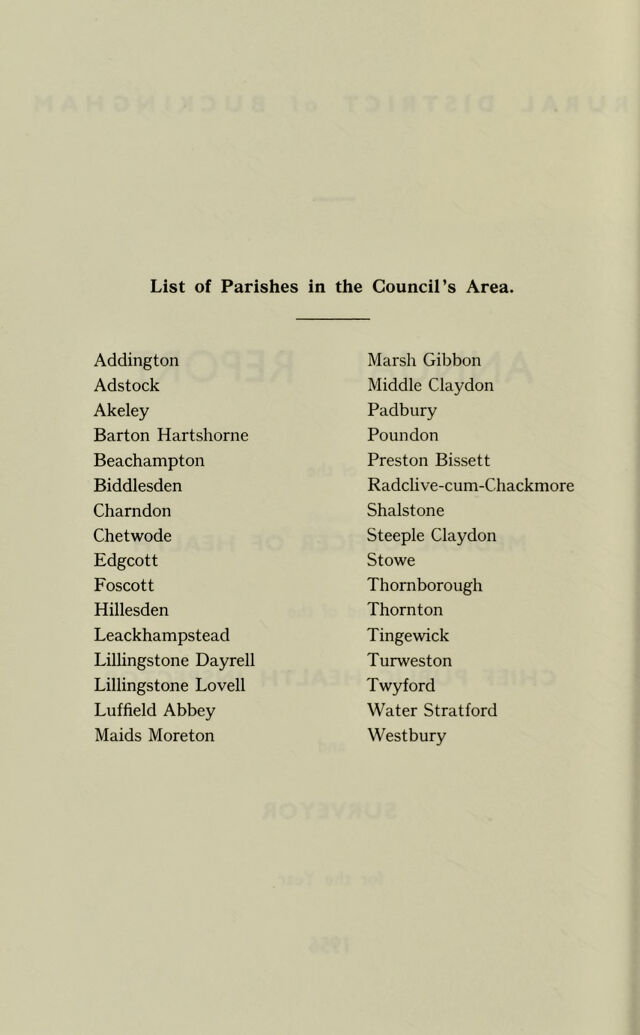 List of Parishes in the Council's Area.
Addington
Adstock
Akeley
Barton Hartshorne
Beachampton
Biddlesden
Charndon
Chetwode
Edgcott
Foscott
Hillesden
Leackhampstead
Lillingstone Dayrell
Lillingstone Lovell
Luffield Abbey
Maids Moreton
Marsh Gibbon
Middle Claydon
Padbury
Poundon
Preston Bissett
Radclive-cum-Chackmore
Shalstone
Steeple Claydon
Stowe
Thornborough
Thornton
Tingewick
Turweston
Twyford
Water Stratford
Westbury